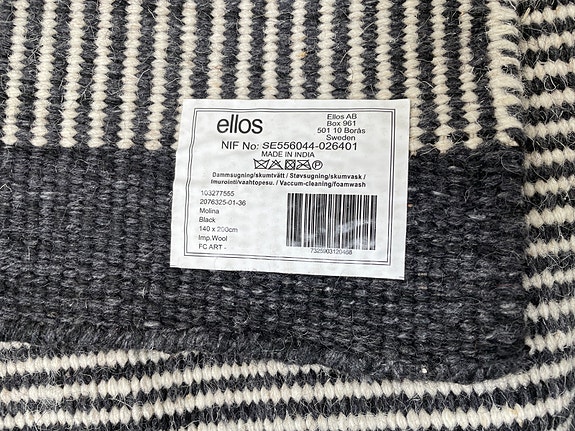 ellos
Ellos AB
Box 961
501 10 Borås
Sweden
NIF No: SE556044-026401
MADE IN INDIA
Dammsugning/skumtvätt / Støvsugning/skumvask /
Imurointi/vaahtopesu. / Vaccum-cleaning/foamwash
103277555
2076325-01-36
Molina
Black
140 x 200cm
Imp.Wool
FC ART -
7325903120468